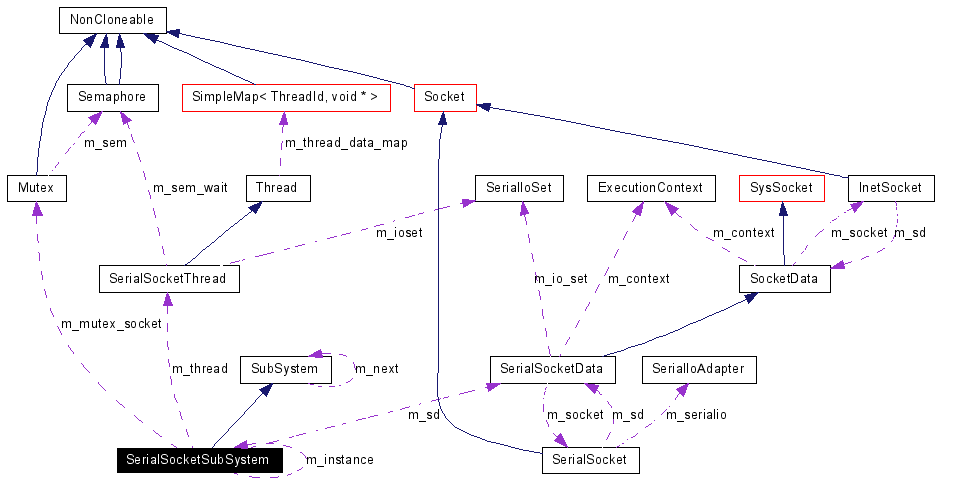 NonCloneable
Semaphore
SimpleMap< ThreadId, void * >
Socket
m_sem
m_thread_data_map
Mutex
m_sem_wait
Thread
SerialIoSet
ExecutionContext
SysSocket
InetSocket
m_ioset
m_context
m_socket
m_sd
SerialSocketThread
m_io_set
m_context
SocketData
m_mutex_socket
m_thread
SubSystem
m_next
SerialSocketData
SerialIoAdapter
m_sd
m_socket
m_sd
m_serialio
SerialSocketSubSystem
m_instance
SerialSocket